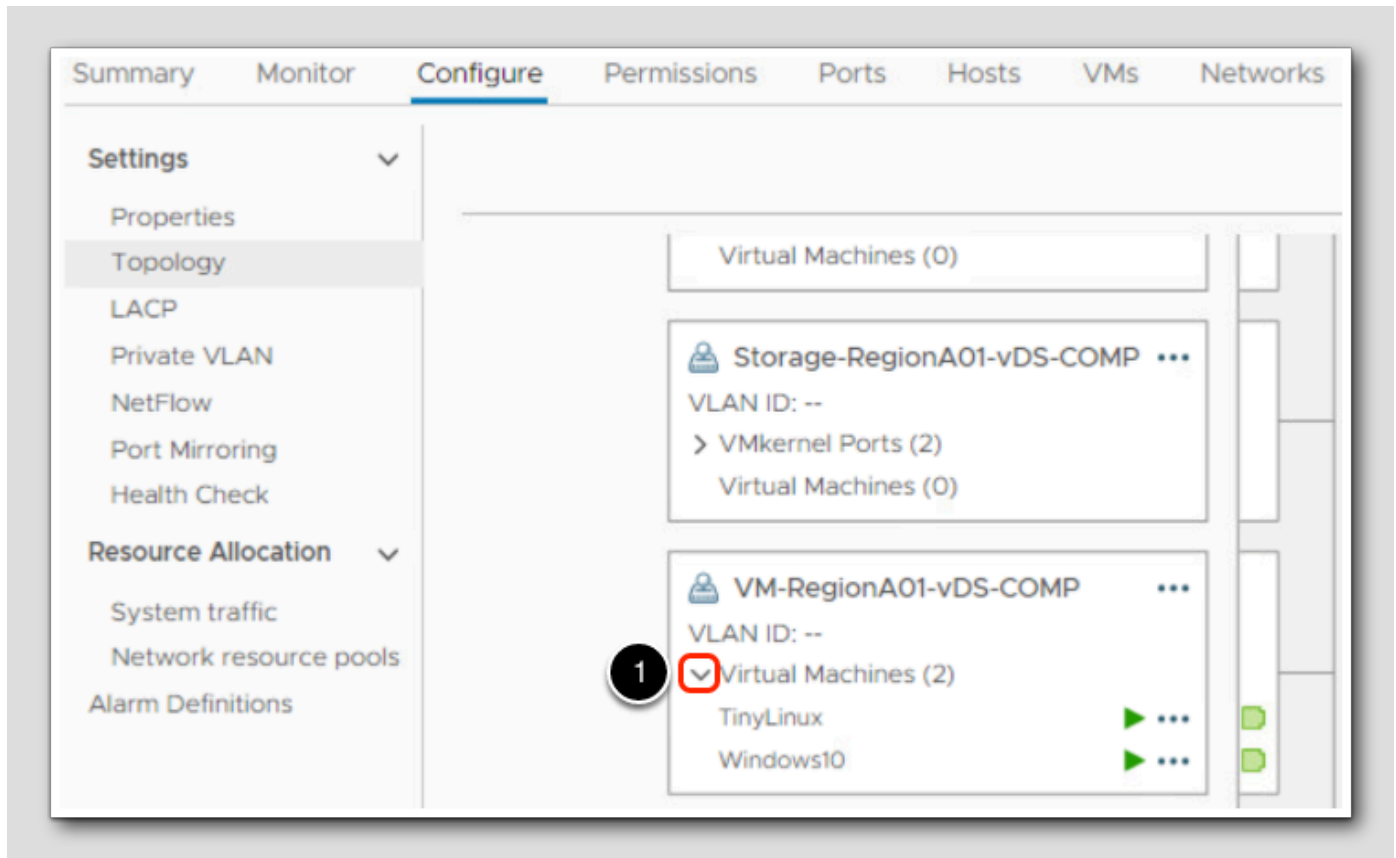 Summary Monitor Configure Permissions Ports Hosts VMs Networks
Settings
Properties
Topology
LACP
Private VLAN
NetFlow
Port Mirroring
Health Check
Resource Allocation
System traffic
Network resource pools
Alarm Definitions
Virtual Machines (0)
Storage-RegionA01-vDS-COMP
VLAN ID: --
VMkernel Ports (2)
Virtual Machines (0)
VM-RegionA01-vDS-COMP
VLAN ID: --
1
Virtual Machines (2)
TinyLinux
Windows10